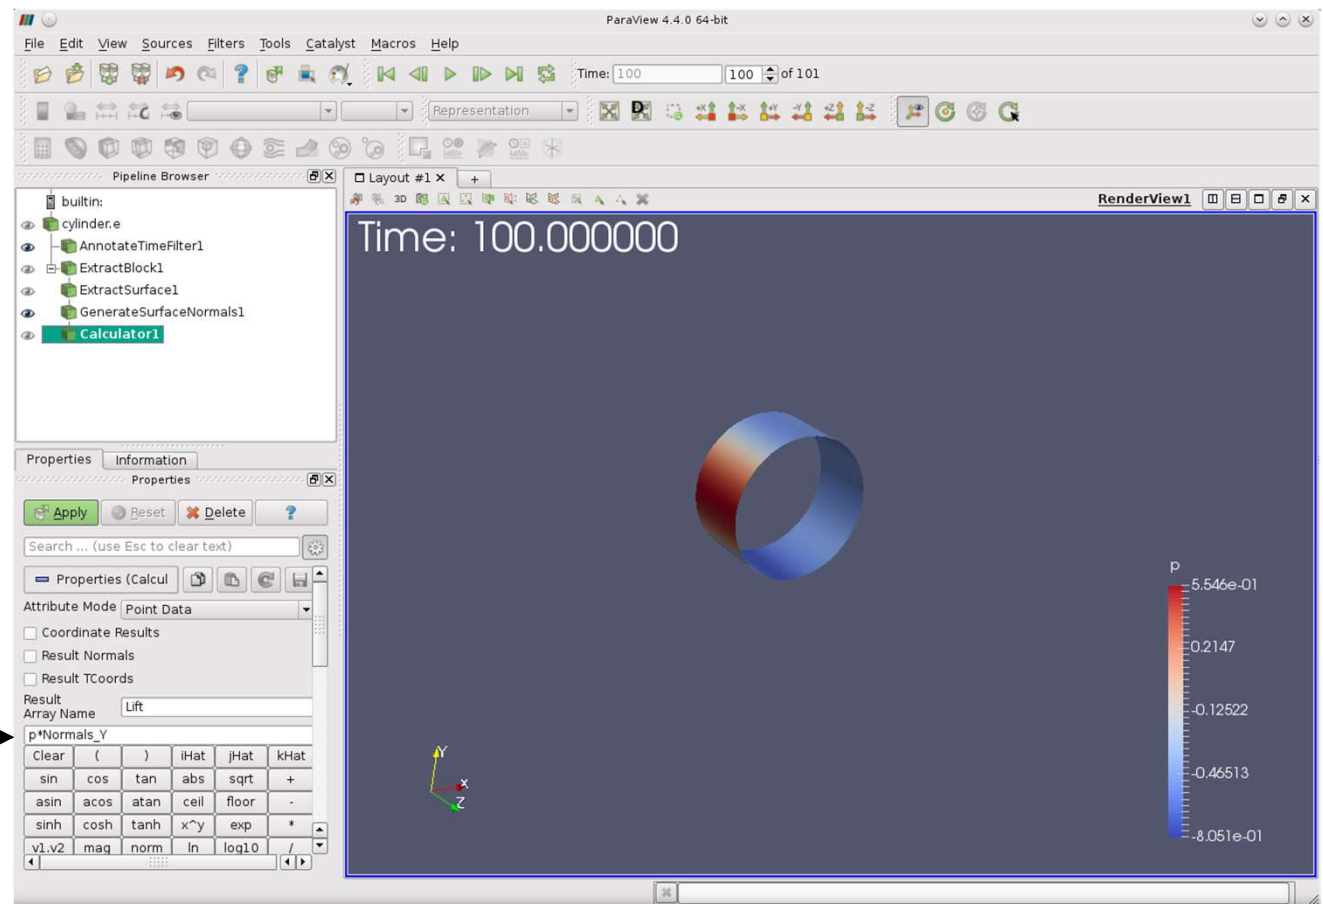 ParaView 4.4.0 64-bit
File Edit View Sources Filters Tools Catalyst Macros Help
Time: 100 100 of 101
Representation
+X -X +Y -Y +Z -Z
Pipeline Browser
Layout #1 +
builtin:
3D
RenderView1
cylinder.e
AnnotateTimeFilter1
ExtractBlock1
ExtractSurface1
GenerateSurfaceNormals1
Calculator1
Time: 100.000000
Properties Information
Properties
Apply Reset Delete ?
Search ... (use Esc to clear text)
Properties (Calcul
Attribute Mode Point Data
Coordinate Results
Result Normals
Result TCoords
Result
Array Name Lift
p*Normals_Y
Clear ( ) iHat jHat kHat
sin cos tan abs sqrt +
asin acos atan ceil floor -
sinh cosh tanh x^y exp *
v1.v2 mag norm ln log10 /
Y
X
Z
p
5.546e-01
0.2147
-0.12522
-0.46513
-8.051e-01